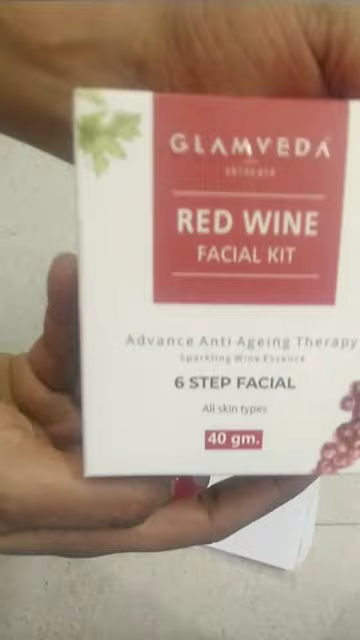 GLAMVEDA
RED WINE
FACIAL KIT
Advance Anti Ageing Therapy
Sparkling Wine Essence
6 STEP FACIAL
All skin types
40 gm.